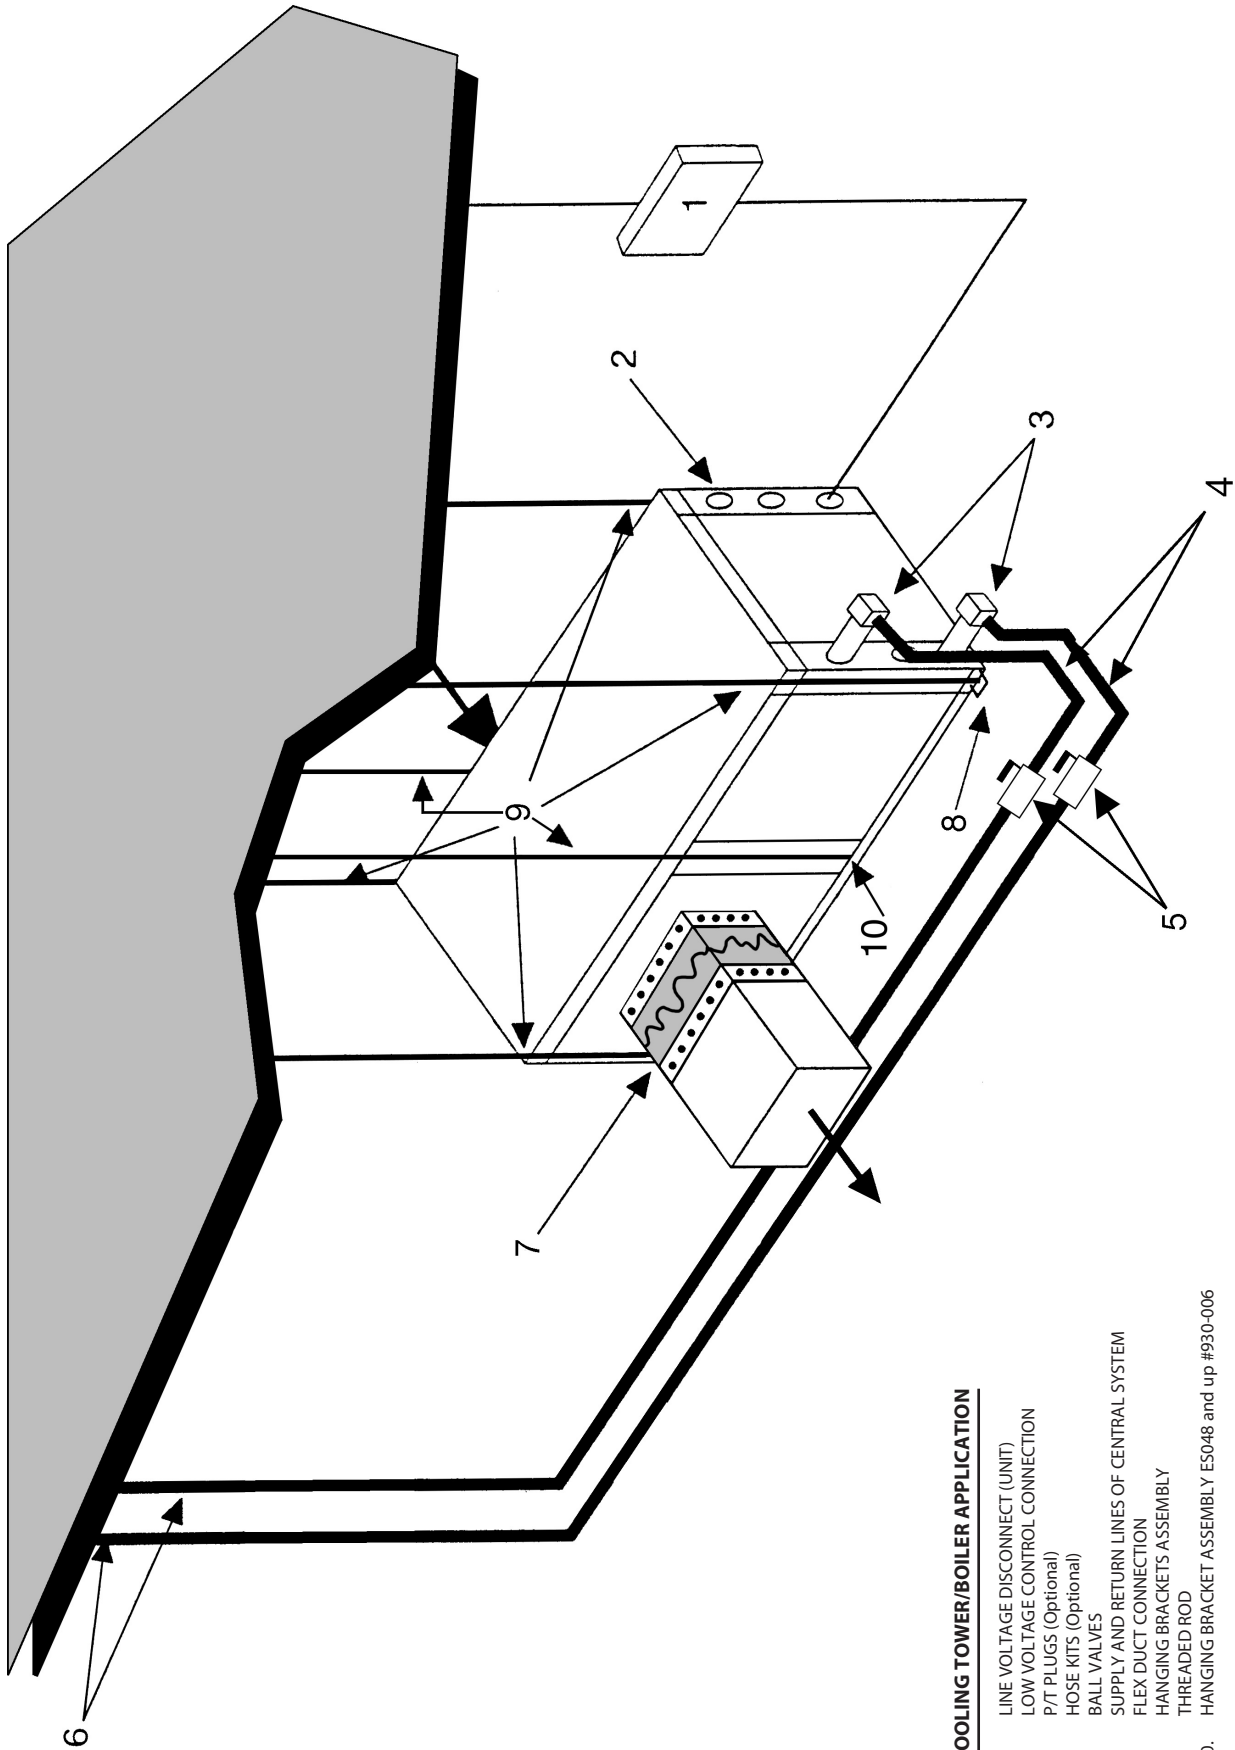 1
2
3
4
5
6
7
8
9
10
OOLING TOWER/BOILER APPLICATION
LINE VOLTAGE DISCONNECT (UNIT)
LOW VOLTAGE CONTROL CONNECTION
P/T PLUGS (Optional)
HOSE KITS (Optional)
BALL VALVES
SUPPLY AND RETURN LINES OF CENTRAL SYSTEM
FLEX DUCT CONNECTION
HANGING BRACKETS ASSEMBLY
THREADED ROD
0. HANGING BRACKET ASSEMBLY ES048 and up #930-006